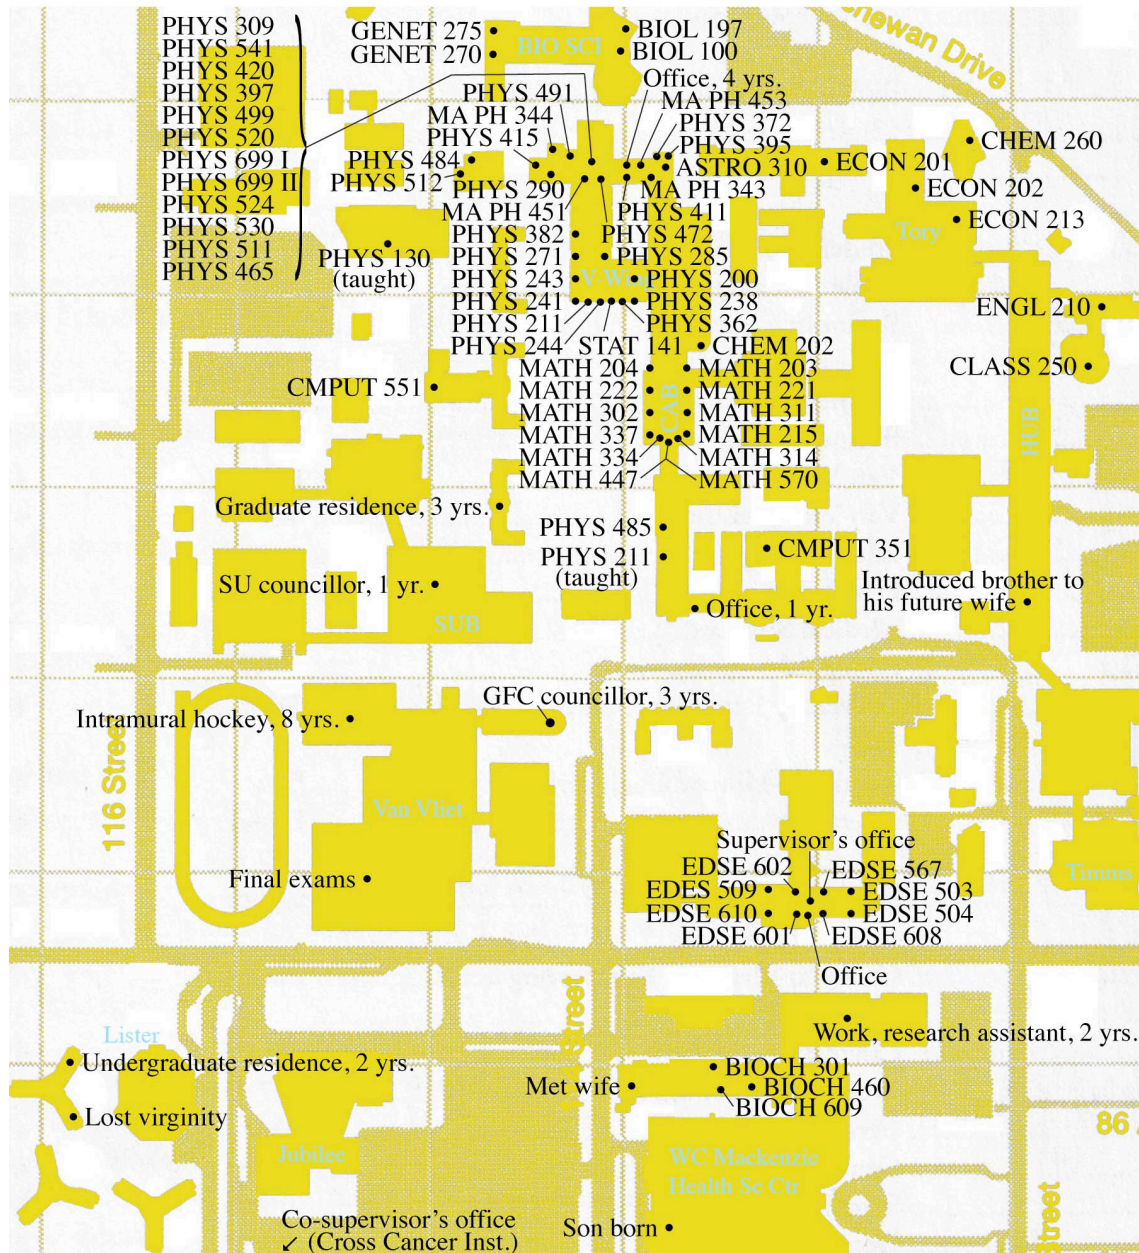 PHYS 309
PHYS 541
PHYS 420
PHYS 397
PHYS 499
PHYS 520
PHYS 699 I
PHYS 699 II
PHYS 524
PHYS 530
PHYS 511
PHYS 465
GENET 275
GENET 270
BIO SCI
BIOL 197
BIOL 100
Drive
Office, 4 yrs.
PHYS 491
MA PH 453
MA PH 344
PHYS 372
PHYS 415
PHYS 395
PHYS 484
ASTRO 310
PHYS 512
PHYS 290
MA PH 343
MA PH 451
PHYS 411
PHYS 382
PHYS 472
PHYS 271
PHYS 285
PHYS 243
V-Wing
PHYS 200
PHYS 241
PHYS 238
PHYS 211
PHYS 362
PHYS 244
STAT 141
CHEM 202
PHYS 130
(taught)
ECON 201
CHEM 260
ECON 202
ECON 213
Tory
ENGL 210
CLASS 250
HUB
CMPUT 551
MATH 204
MATH 203
MATH 222
MATH 221
MATH 302
MATH 311
MATH 337
MATH 215
MATH 334
MATH 314
MATH 447
MATH 570
CAB
Graduate residence, 3 yrs.
PHYS 485
PHYS 211
(taught)
CMPUT 351
SU councillor, 1 yr.
SUB
Office, 1 yr.
Introduced brother to
his future wife
GFC councillor, 3 yrs.
Intramural hockey, 8 yrs.
116 Street
Van Vliet
Final exams
Supervisor's office
EDSE 602
EDSE 567
EDES 509
EDSE 503
EDSE 610
EDSE 504
EDSE 601
EDSE 608
Office
Timms
Street
Work, research assistant, 2 yrs.
Lister
Undergraduate residence, 2 yrs.
Lost virginity
Met wife
BIOCH 301
BIOCH 460
BIOCH 609
86
Jubilee
WC Mackenzie
Health Sc Ctr
Co-supervisor's office
↙ (Cross Cancer Inst.)
Son born
Street